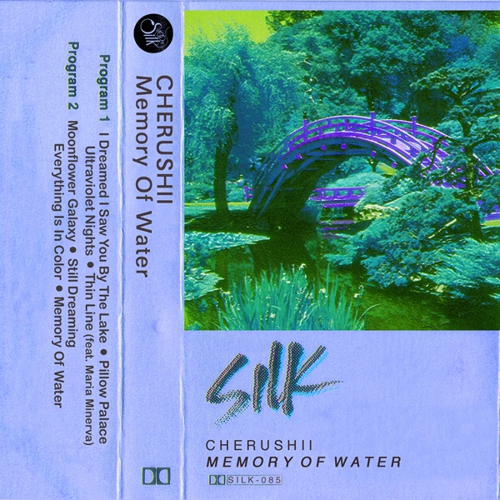 Silk
CHERUSHII
Memory Of Water
Program 1 I Dreamed I Saw You By The Lake • Pillow Palace
Ultraviolet Nights • Thin Line (feat. Maria Minerva)
Program 2 Moonflower Galaxy • Still Dreaming
Everything Is In Color • Memory Of Water
SILK
CHERUSHII
MEMORY OF WATER
SILK-085